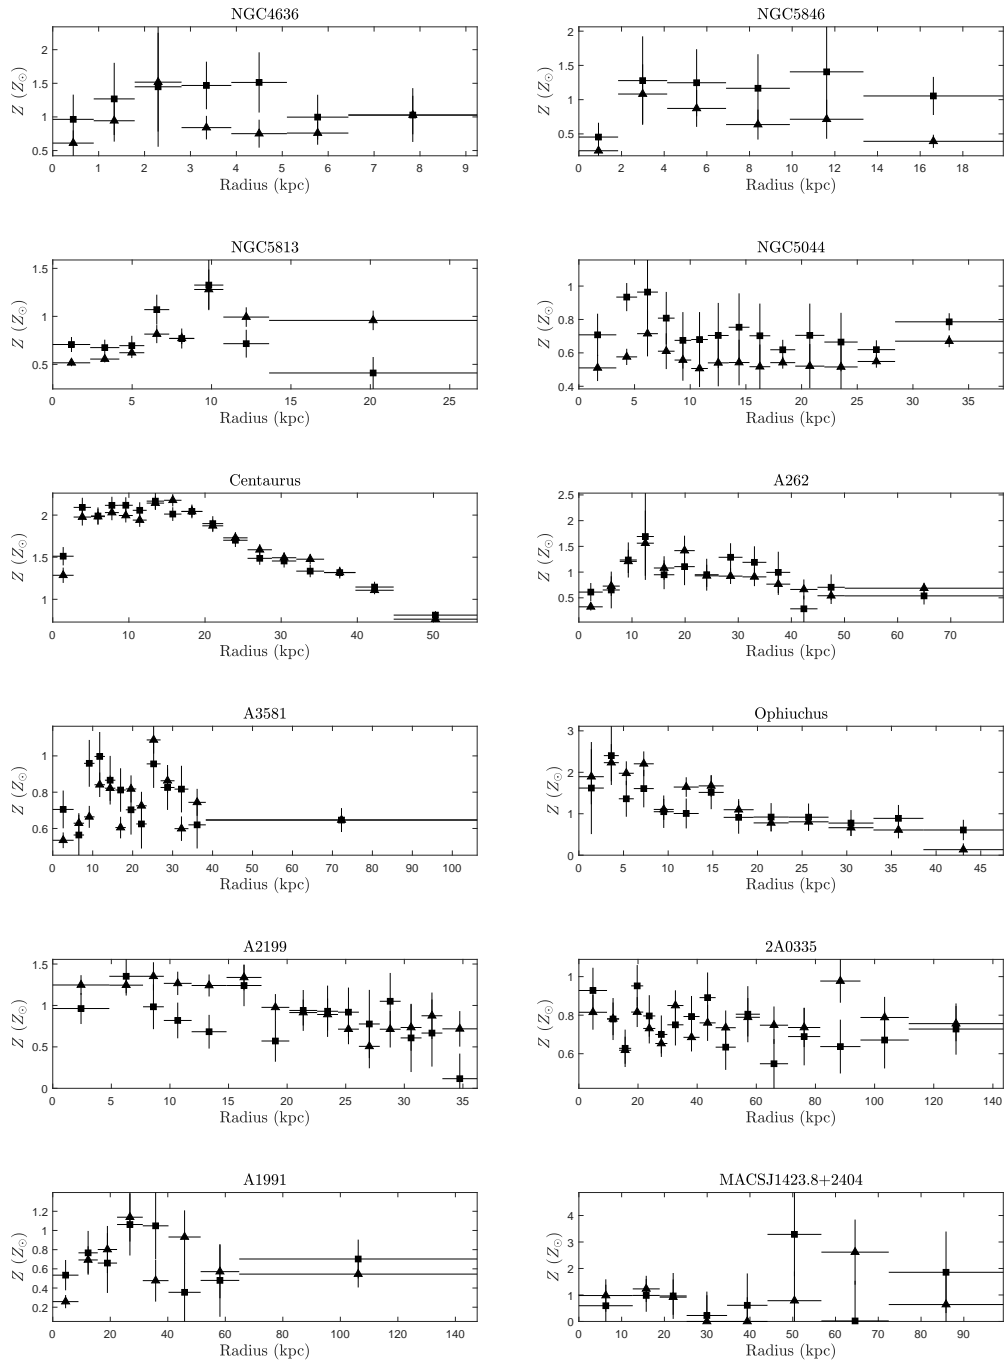 NGC4636
2
1.5
1
0.5
Z (Z☉)
0 1 2 3 4 5 6 7 8 9
Radius (kpc)
NGC5846
2
1.5
1
0.5
Z (Z☉)
0 2 4 6 8 10 12 14 16 18
Radius (kpc)
NGC5813
1.5
1
0.5
Z (Z☉)
0 5 10 15 20 25
Radius (kpc)
NGC5044
1
0.8
0.6
0.4
Z (Z☉)
0 5 10 15 20 25 30 35
Radius (kpc)
Centaurus
2
1.5
1
Z (Z☉)
0 10 20 30 40 50
Radius (kpc)
A262
2.5
2
1.5
1
0.5
Z (Z☉)
0 10 20 30 40 50 60 70
Radius (kpc)
A3581
1
0.8
0.6
Z (Z☉)
0 10 20 30 40 50 60 70 80 90 100
Radius (kpc)
Ophiuchus
3
2
1
0
Z (Z☉)
0 5 10 15 20 25 30 35 40 45
Radius (kpc)
A2199
1.5
1
0.5
0
Z (Z☉)
0 5 10 15 20 25 30 35
Radius (kpc)
2A0335
1
0.8
0.6
Z (Z☉)
0 20 40 60 80 100 120 140
Radius (kpc)
A1991
1.2
1
0.8
0.6
0.4
0.2
Z (Z☉)
0 20 40 60 80 100 120 140
Radius (kpc)
MACSJ1423.8+2404
4
3
2
1
0
Z (Z☉)
0 10 20 30 40 50 60 70 80 90
Radius (kpc)